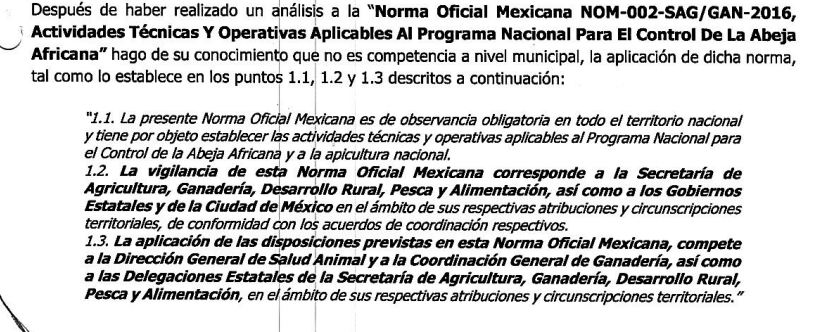 Después de haber realizado un análisis a la "Norma Oficial Mexicana NOM-002-SAG/GAN-2016,
Actividades Técnicas Y Operativas Aplicables Al Programa Nacional Para El Control De La Abeja
Africana" hago de su conocimiento que no es competencia a nivel municipal, la aplicación de dicha norma,
tal como lo establece en los puntos 1.1, 1.2 y 1.3 descritos a continuación:
"1.1. La presente Norma Oficial Mexicana es de observancia obligatoria en todo el territorio nacional
y tiene por objeto establecer las actividades técnicas y operativas aplicables al Programa Nacional para
el Control de la Abeja Africana y a la apicultura nacional.
1.2. La vigilancia de esta Norma Oficial Mexicana corresponde a la Secretaría de
Agricultura, Ganadería, Desarrollo Rural, Pesca y Alimentación, así como a los Gobiernos
Estatales y de la Ciudad de México en el ámbito de sus respectivas atribuciones y circunscripciones
territoriales, de conformidad con los acuerdos de coordinación respectivos.
1.3. La aplicación de las disposiciones previstas en esta Norma Oficial Mexicana, compete
a la Dirección General de Salud Animal y a la Coordinación General de Ganadería, así como
a las Delegaciones Estatales de la Secretaría de Agricultura, Ganadería, Desarrollo Rural,
Pesca y Alimentación, en el ámbito de sus respectivas atribuciones y circunscripciones territoriales."